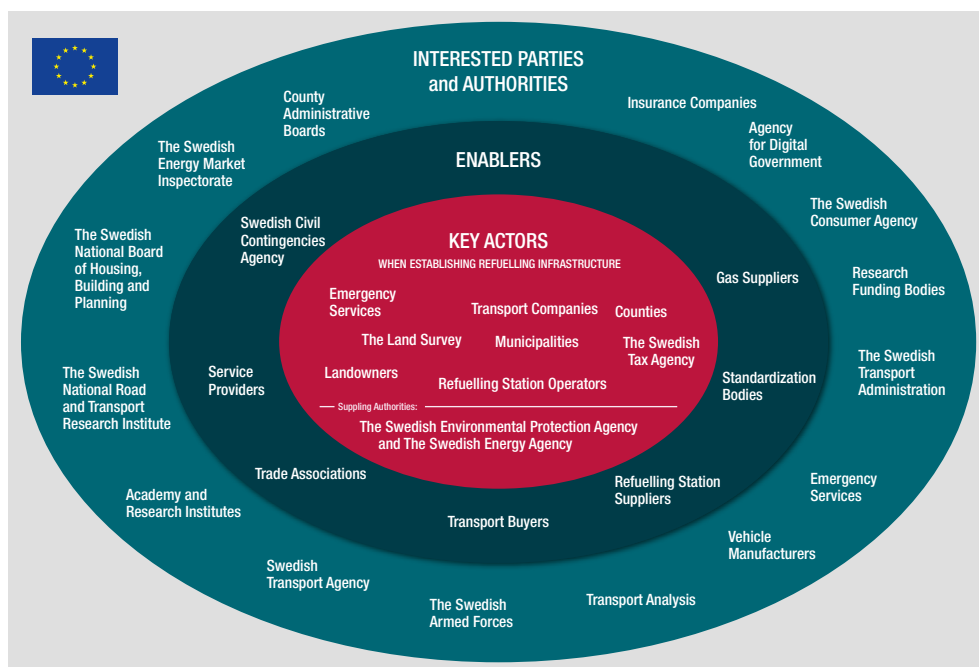 INTERESTED PARTIES
and AUTHORITIES
County
Administrative
Boards
Insurance Companies
Agency
for Digital
Government
The Swedish
Energy Market
Inspectorate
The Swedish
Consumer Agency
The Swedish
National Board
of Housing,
Building and
Planning
Research
Funding Bodies
The Swedish
National Road
and Transport
Research Institute
The Swedish
Transport
Administration
Academy and
Research Institutes
Emergency
Services
Vehicle
Manufacturers
Swedish
Transport Agency
The Swedish
Armed Forces
Transport Analysis
ENABLERS
Swedish Civil
Contingencies
Agency
Gas Suppliers
Service
Providers
Standardization
Bodies
Trade Associations
Refuelling Station
Suppliers
Transport Buyers
KEY ACTORS
WHEN ESTABLISHING REFUELLING INFRASTRUCTURE
Emergency
Services
Transport Companies
Counties
The Land Survey
Municipalities
The Swedish
Tax Agency
Landowners
Refuelling Station Operators
Suppling Authorities:
The Swedish Environmental Protection Agency
and The Swedish Energy Agency